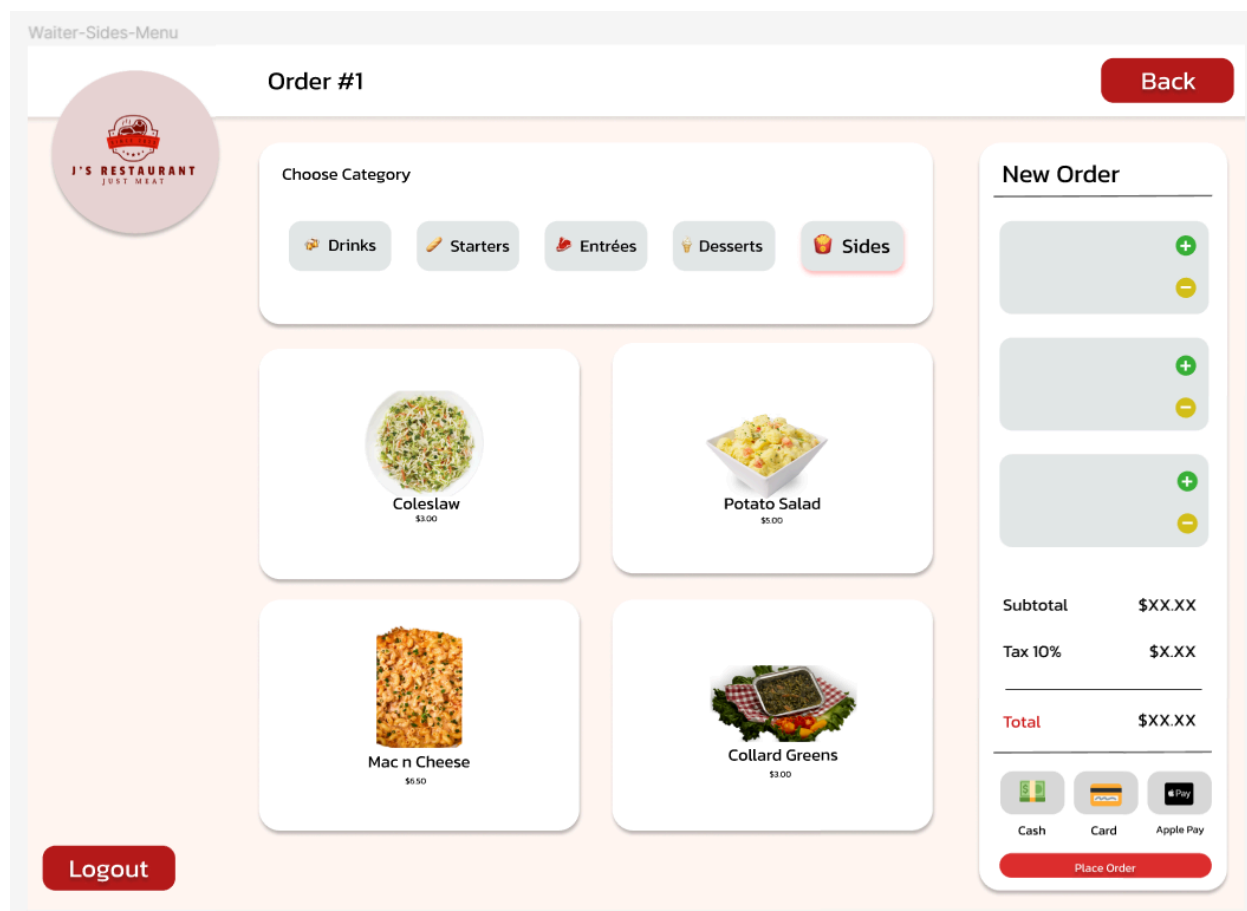 Waiter-Sides-Menu
Order #1
Back
SINCE
J'S RESTAURANT
JUST MEAT
Choose Category
Drinks
Starters
Entrées
Desserts
Sides
Coleslaw
$3.00
Potato Salad
$5.00
Mac n Cheese
$6.50
Collard Greens
$3.00
New Order
Subtotal $XX.XX
Tax 10% $X.XX
Total $XX.XX
Pay
Cash
Card
Apple Pay
Place Order
Logout